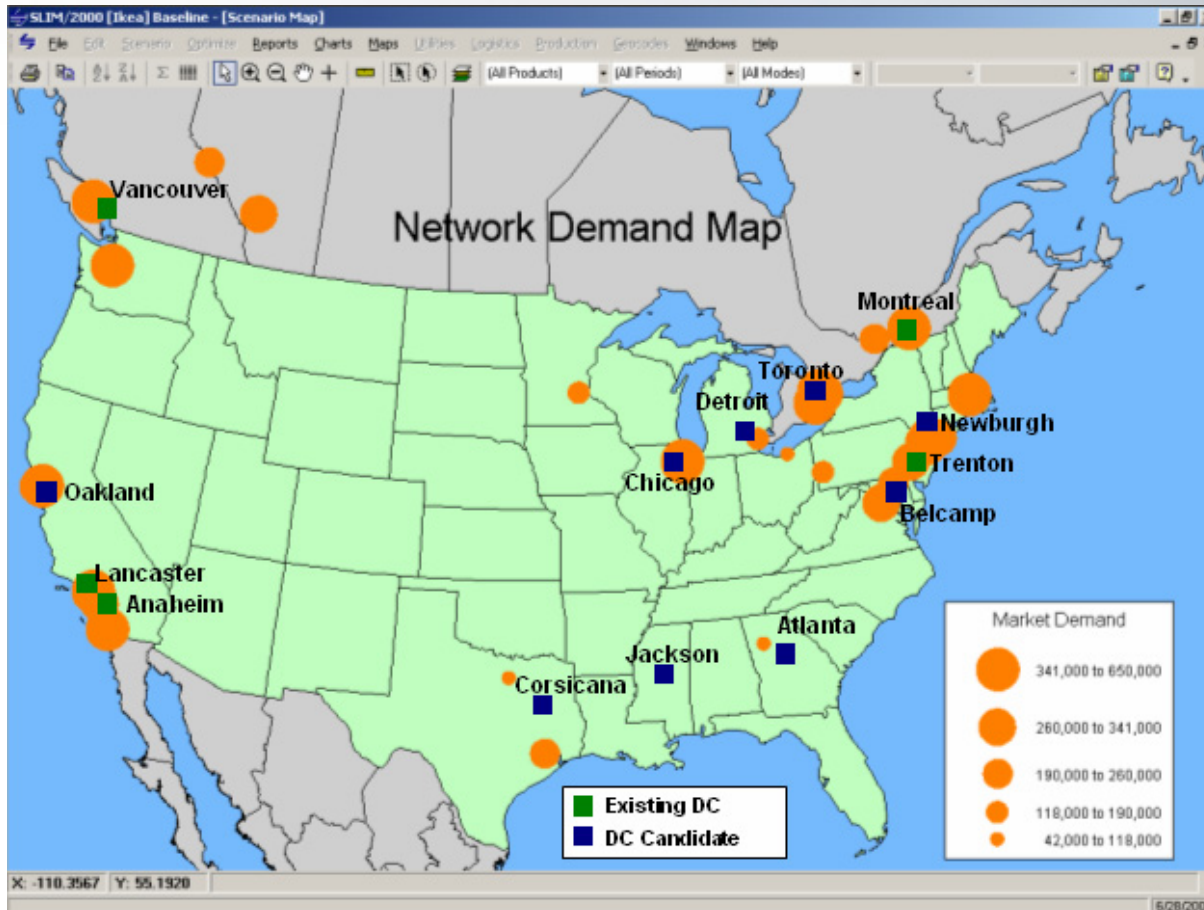 SLIM/2000 [Ikea] Baseline - [Scenario Map]
File Edit Scenario Optimize Reports Charts Maps Utilities Logistics Production Geocodes Windows Help
(All Products) (All Periods) (All Modes)
Network Demand Map
Vancouver
Montreal
Toronto
Detroit
Newburgh
Trenton
Chicago
Belcamp
Oakland
Lancaster
Anaheim
Atlanta
Jackson
Corsicana
Market Demand
341,000 to 650,000
260,000 to 341,000
190,000 to 260,000
118,000 to 190,000
42,000 to 118,000
Existing DC
DC Candidate
X: -110.3567 Y: 55.1920